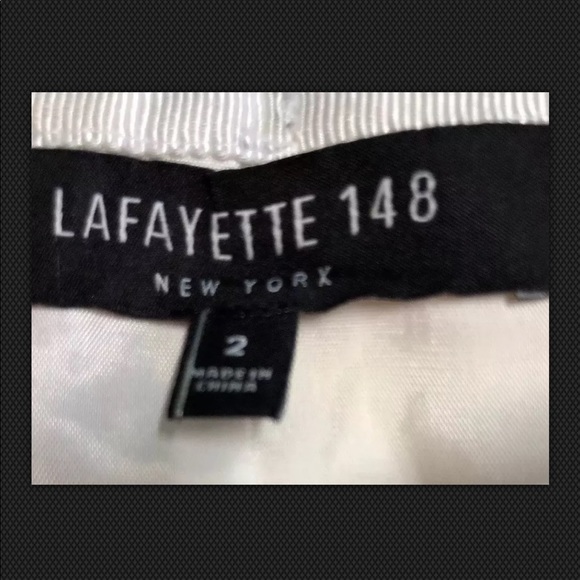 LAFAYETTE 148
NEW YORK
2
MADE IN
CHINA